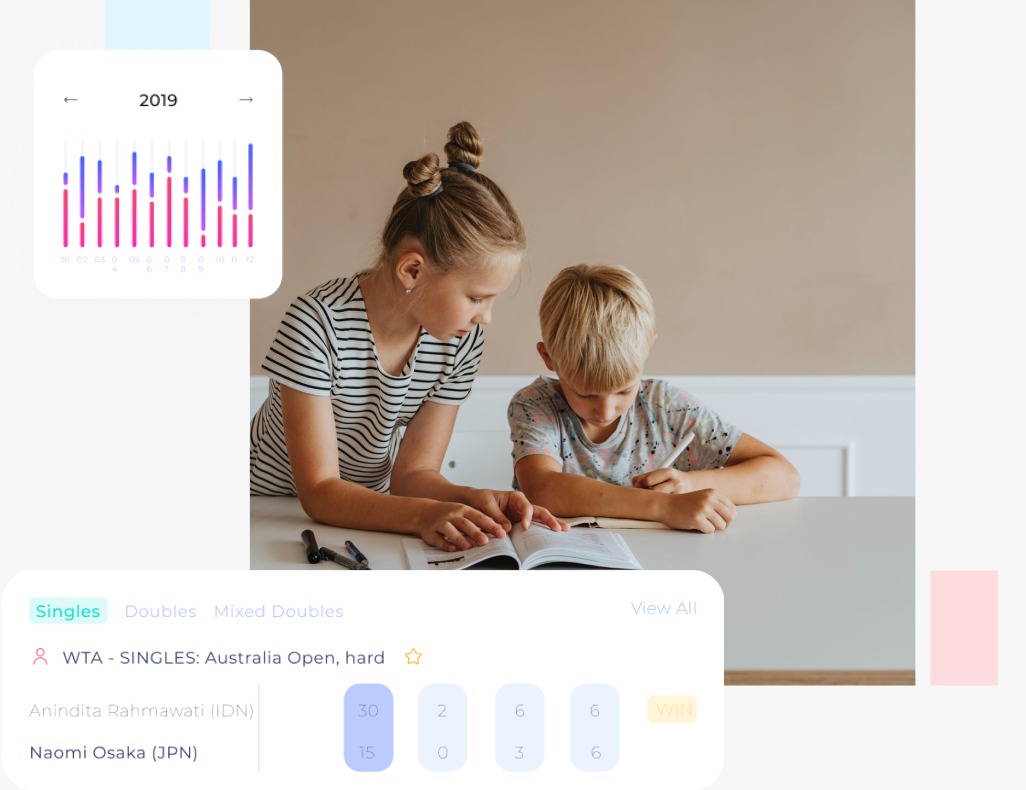 ← 2019 →
01 02 03 04 05 06 07 08 09 10 11 12
Singles Doubles Mixed Doubles View All
WTA - SINGLES: Australia Open, hard
Anindita Rahmawati (IDN) 30 2 6 6 WIN
Naomi Osaka (JPN) 15 0 3 6